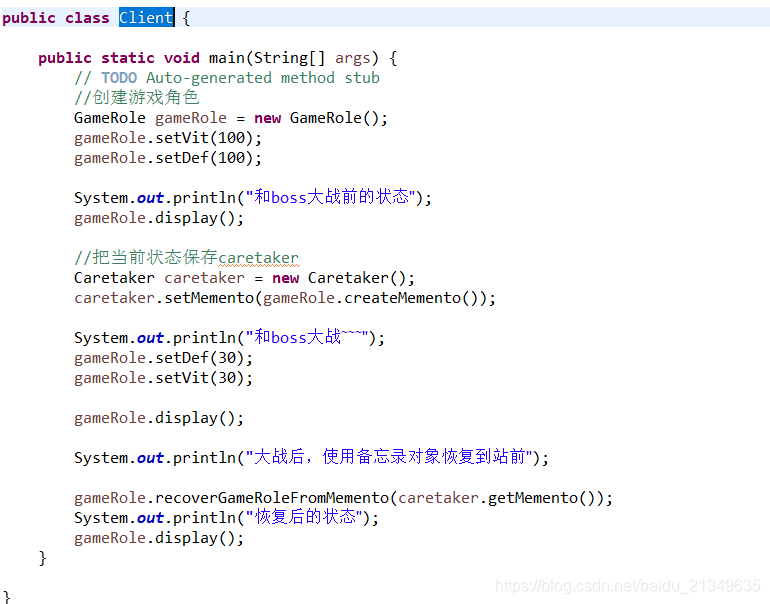 public class Client {
public static void main(String[] args) {
// TODO Auto-generated method stub
//创建游戏角色
GameRole gameRole = new GameRole();
gameRole.setVit(100);
gameRole.setDef(100);
System.out.println("和boss大战前的状态");
gameRole.display();
//把当前状态保存caretaker
Caretaker caretaker = new Caretaker();
caretaker.setMemento(gameRole.createMemento());
System.out.println("和boss大战~~~");
gameRole.setDef(30);
gameRole.setVit(30);
gameRole.display();
System.out.println("大战后，使用备忘录对象恢复到站前");
gameRole.recoverGameRoleFromMemento(caretaker.getMemento());
System.out.println("恢复后的状态");
gameRole.display();
}
}
https://blog.csdn.net/baidu_21349635